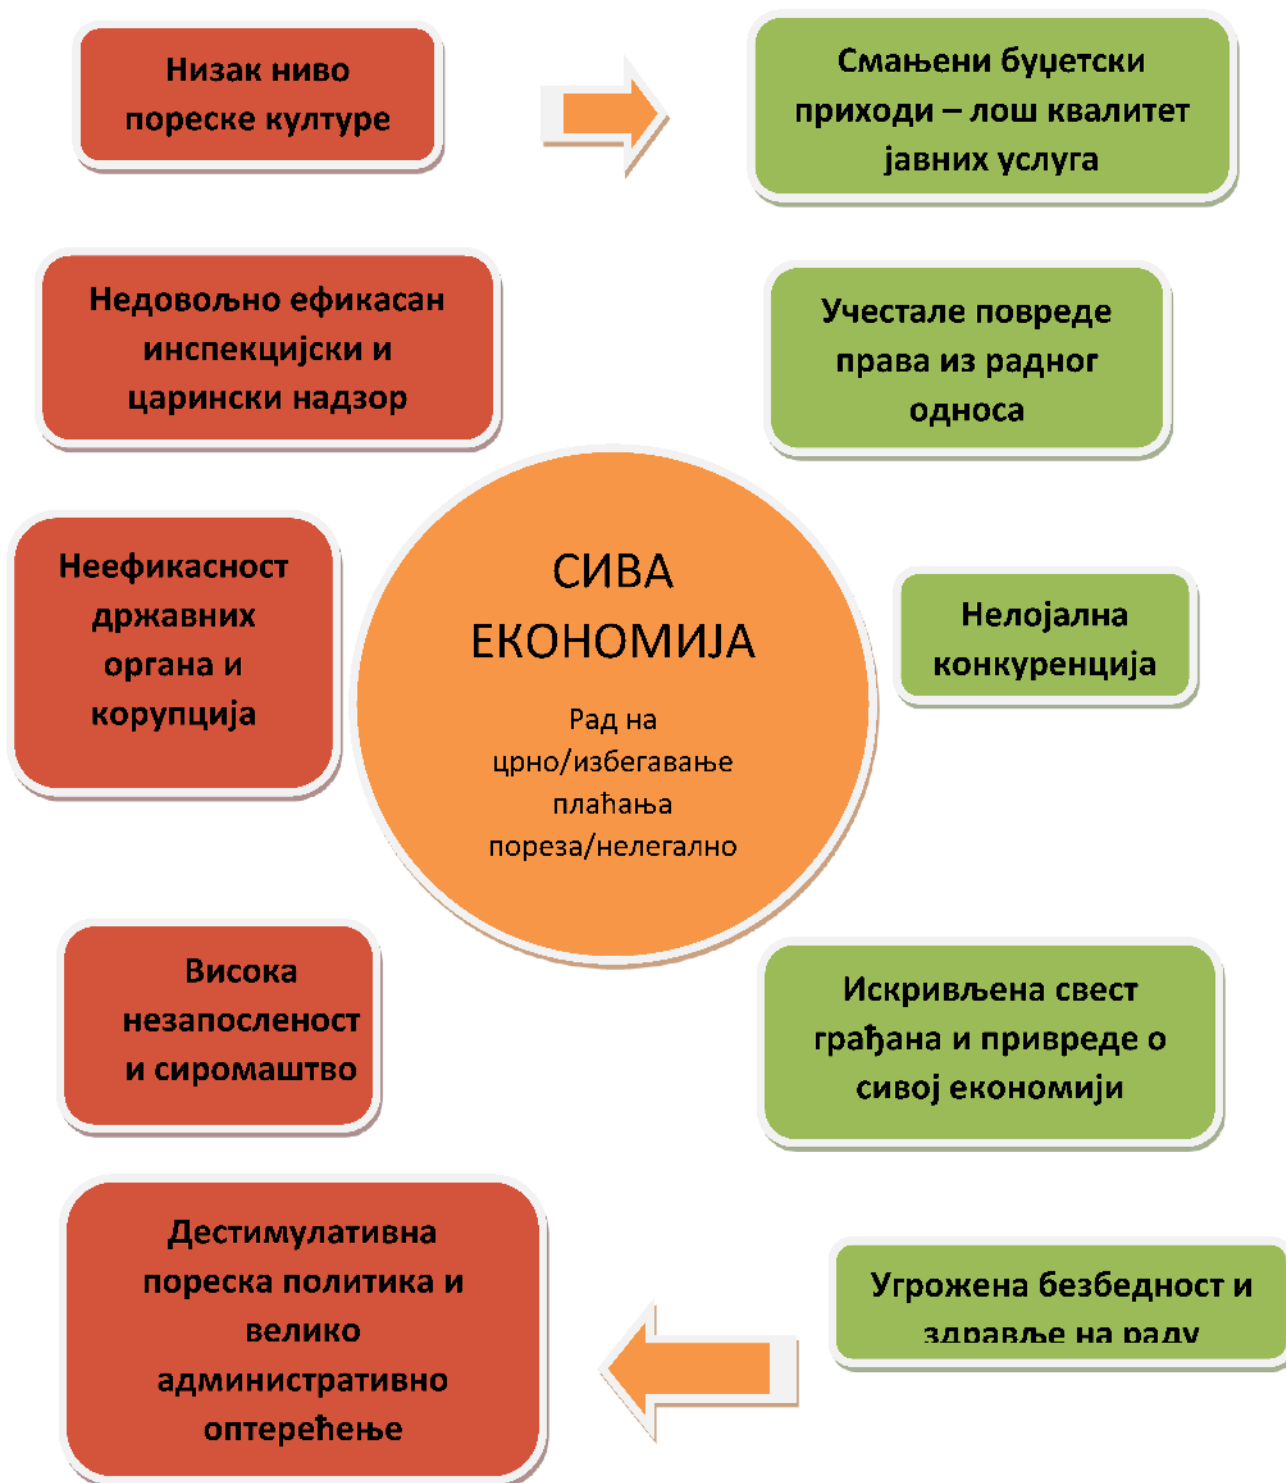 Низак ниво
пореске културе
Смањени буџетски
приходи – лош квалитет
јавних услуга
Недовољно ефикасан
инспекцијски и
царински надзор
Учестале повреде
права из радног
односа
Неефикасност
државних
органа и
корупција
СИВА
ЕКОНОМИЈА
Рад на
црно/избегавање
плаћања
пореза/нелегално
Нелојална
конкуренција
Висока
незапосленост
и сиромаштво
Искривљена свест
грађана и привреде о
сивој економији
Дестимулативна
пореска политика и
велико
административно
оптерећење
Угрожена безбедност и
здравље на раду